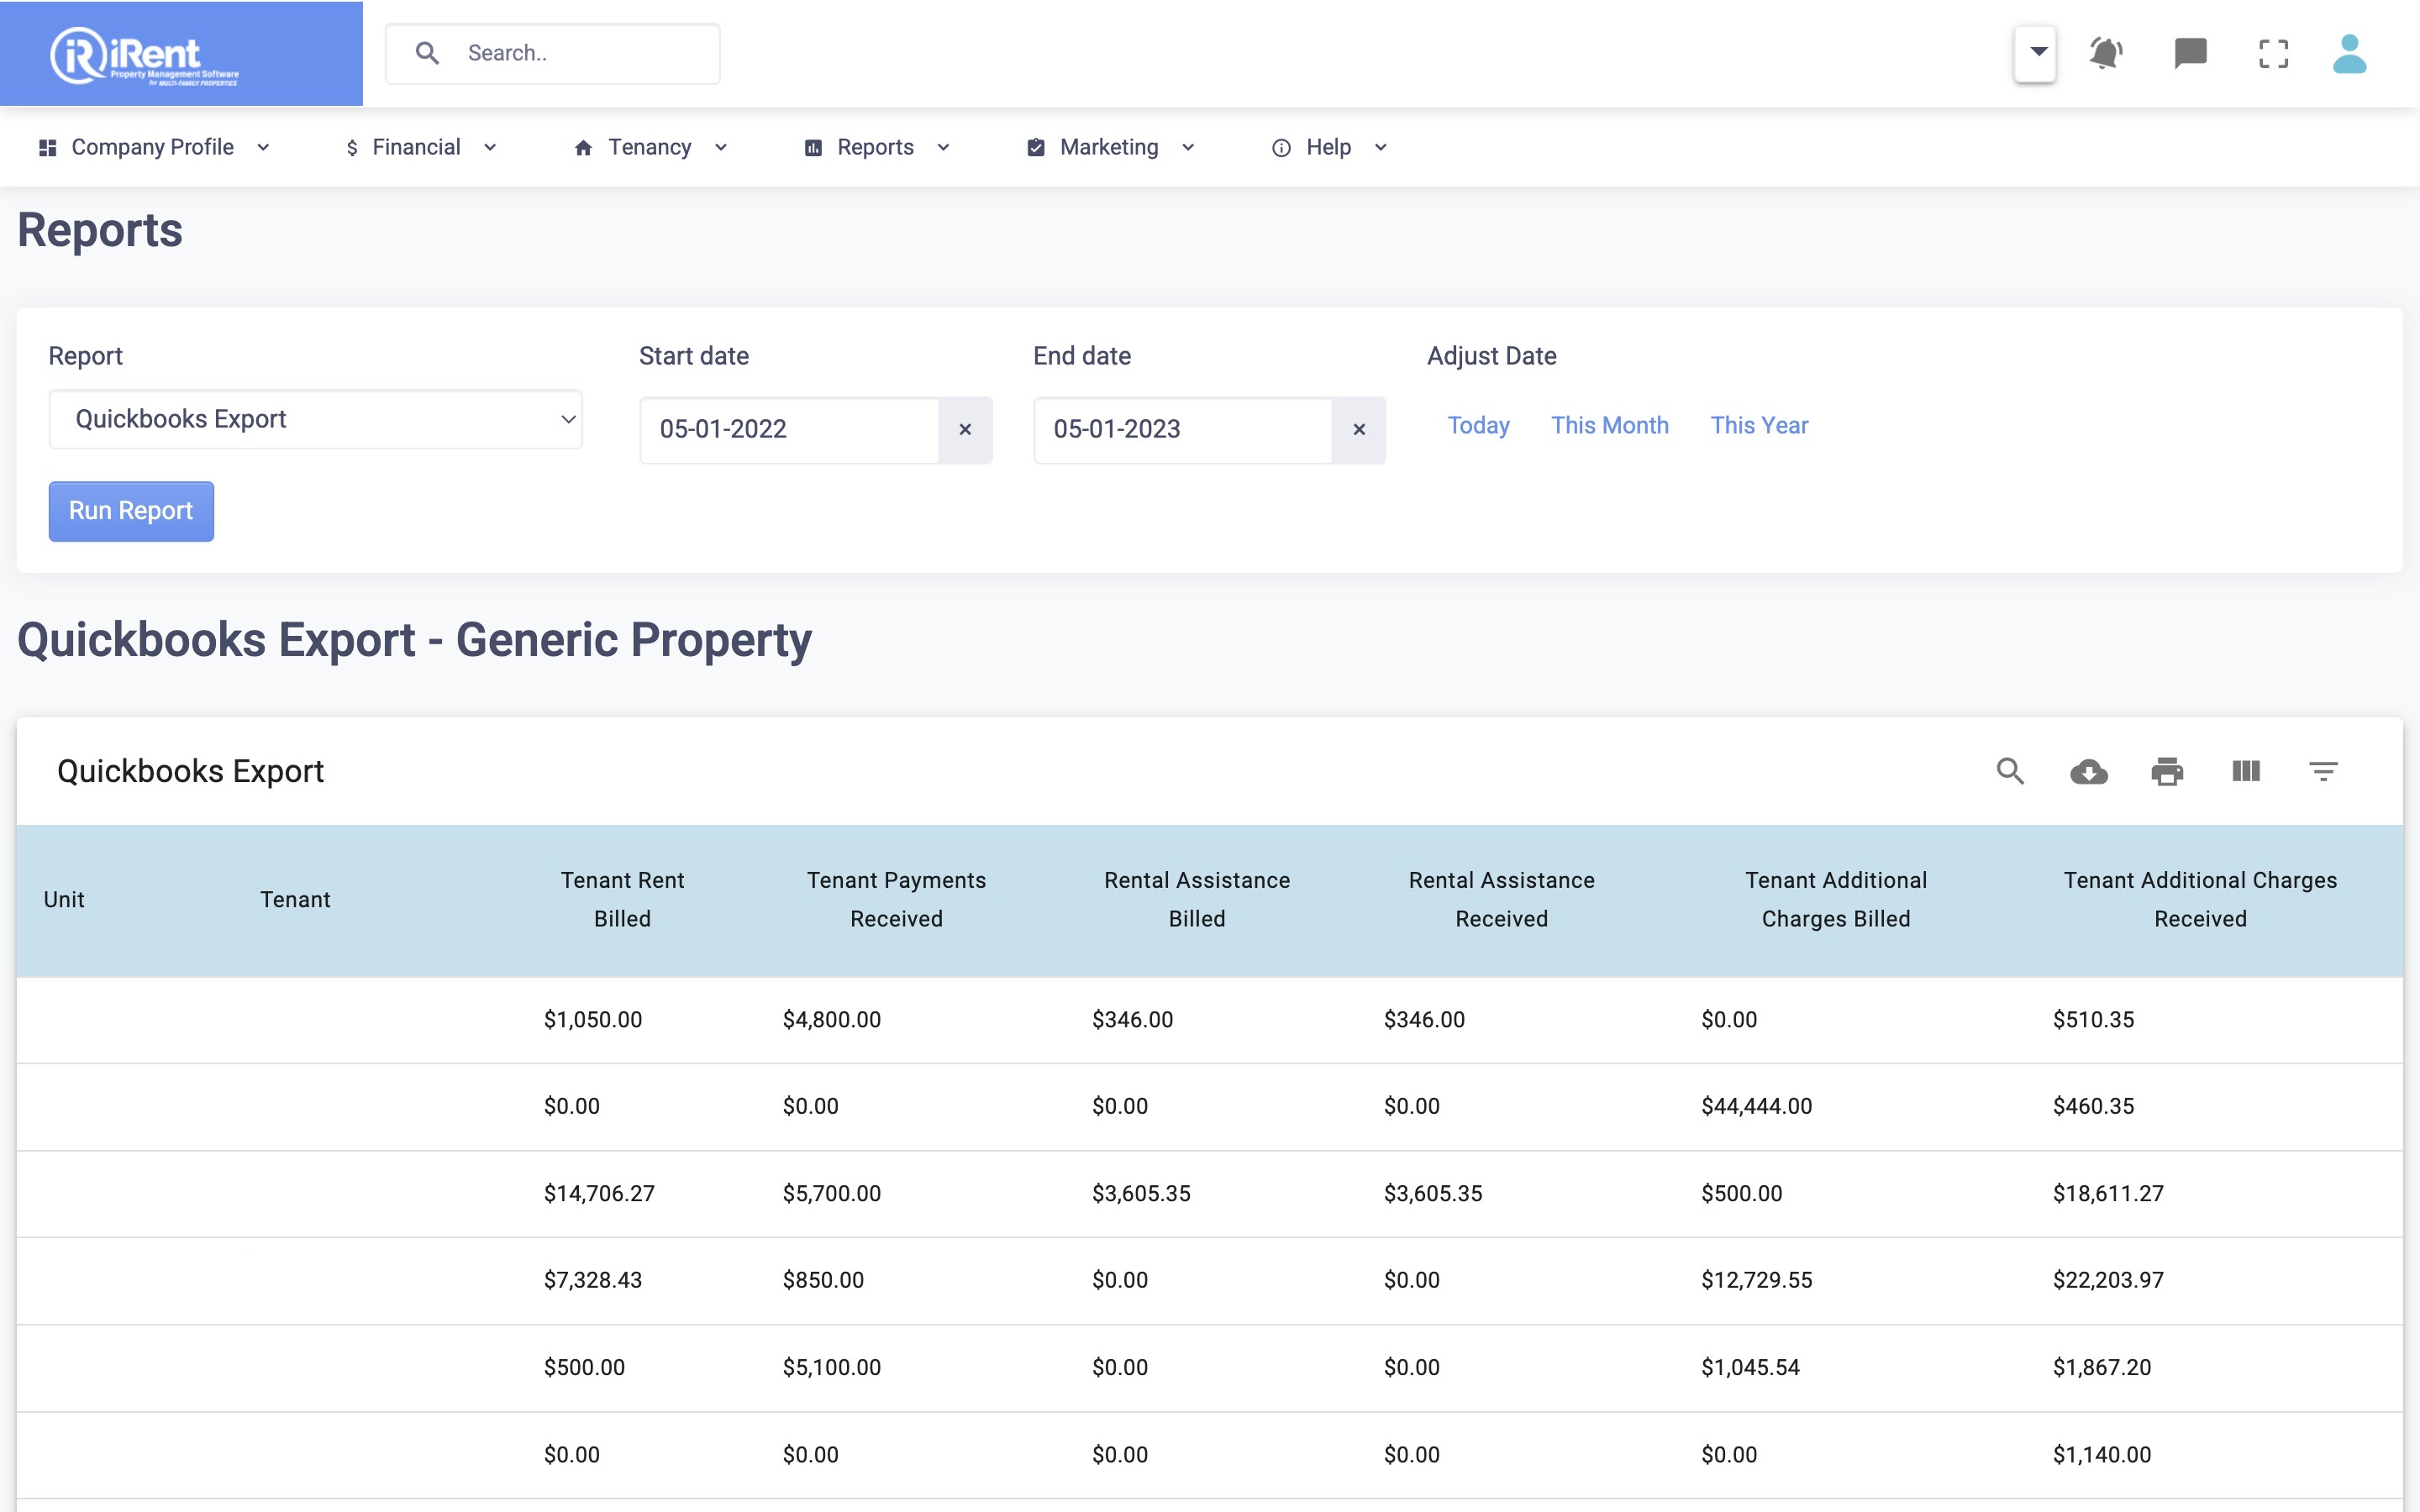 iRent
Property Management Software
for MULTI-FAMILY PROPERTIES
Search..
Company Profile
Financial
Tenancy
Reports
Marketing
Help
Reports
Report
Start date
End date
Adjust Date
Quickbooks Export
05-01-2022
×
05-01-2023
×
Today
This Month
This Year
Run Report
Quickbooks Export - Generic Property
Quickbooks Export
Unit
Tenant
Tenant Rent
Billed
Tenant Payments
Received
Rental Assistance
Billed
Rental Assistance
Received
Tenant Additional
Charges Billed
Tenant Additional Charges
Received
$1,050.00 $4,800.00 $346.00 $346.00 $0.00 $510.35
$0.00 $0.00 $0.00 $0.00 $44,444.00 $460.35
$14,706.27 $5,700.00 $3,605.35 $3,605.35 $500.00 $18,611.27
$7,328.43 $850.00 $0.00 $0.00 $12,729.55 $22,203.97
$500.00 $5,100.00 $0.00 $0.00 $1,045.54 $1,867.20
$0.00 $0.00 $0.00 $0.00 $0.00 $1,140.00